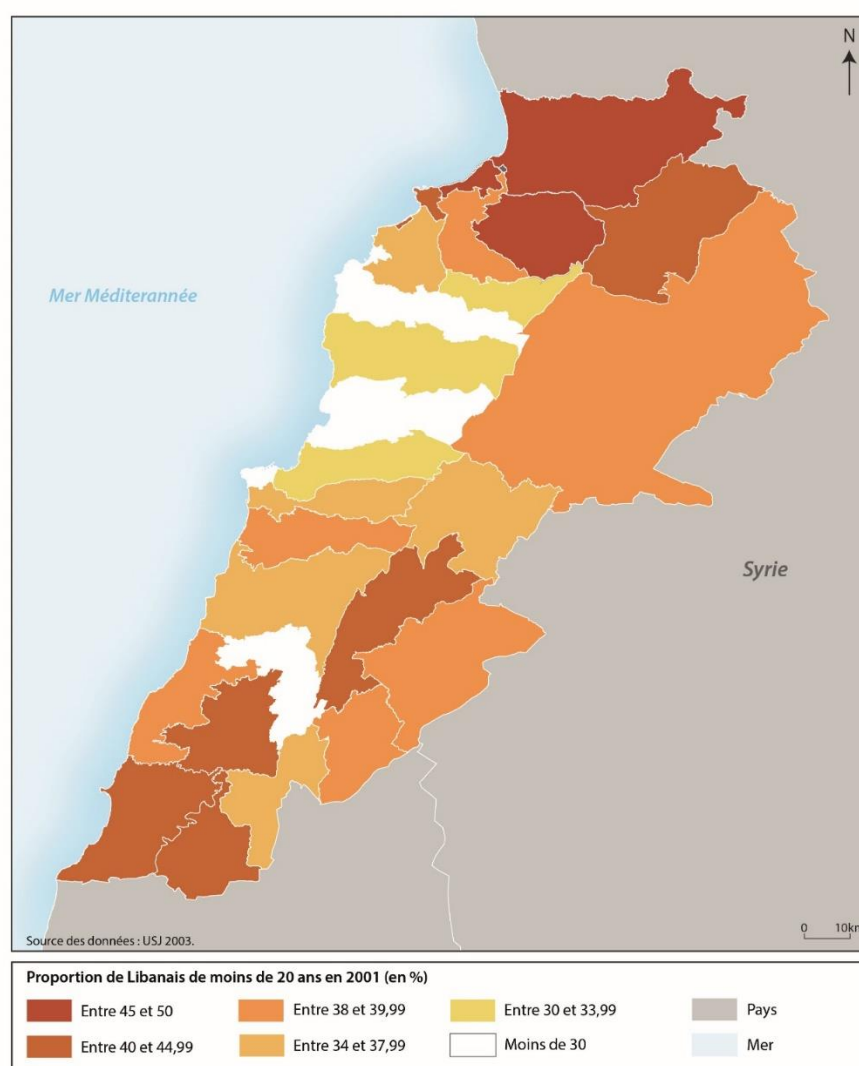 N
Mer Méditerannée
Syrie
Source des données : USJ 2003.
0 10km
Proportion de Libanais de moins de 20 ans en 2001 (en %)
Entre 45 et 50
Entre 38 et 39,99
Entre 30 et 33,99
Pays
Entre 40 et 44,99
Entre 34 et 37,99
Moins de 30
Mer